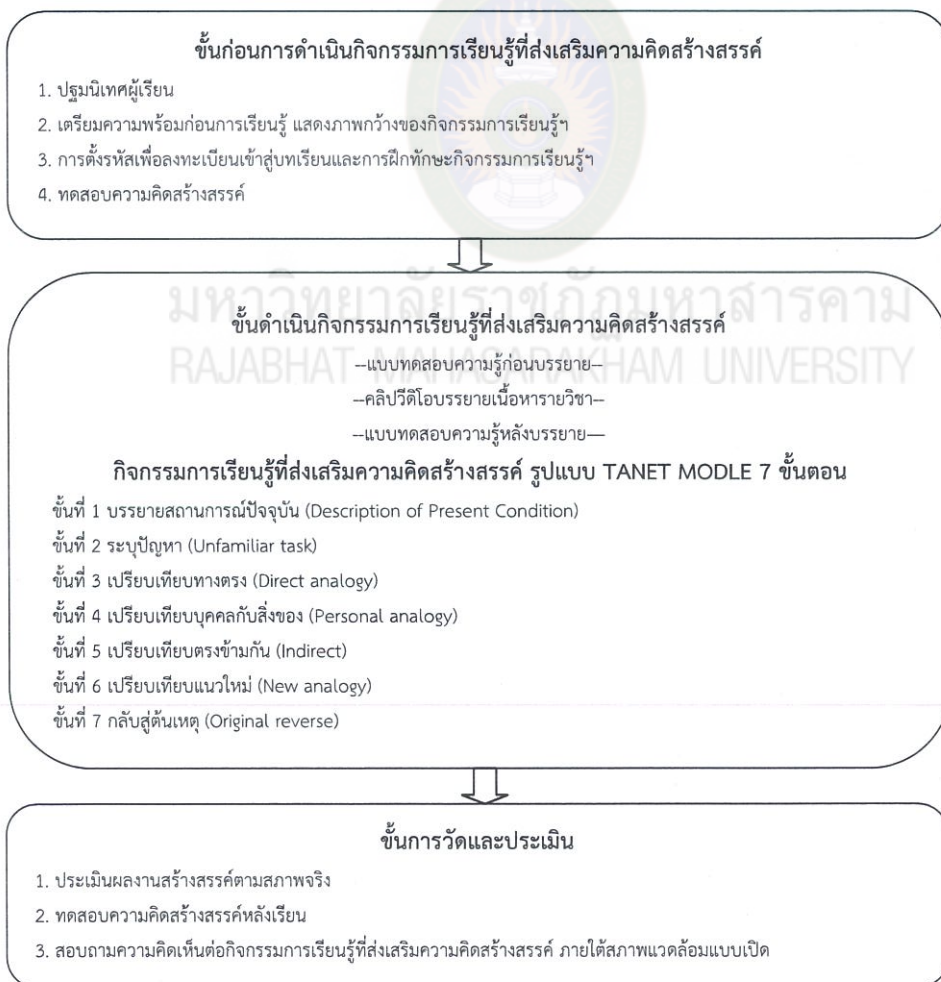 ขั้นก่อนการดำเนินกิจกรรมการเรียนรู้ที่ส่งเสริมความคิดสร้างสรรค์
1. ปฐมนิเทศผู้เรียน
2. เตรียมความพร้อมก่อนการเรียนรู้ แสดงภาพกว้างของกิจกรรมการเรียนรู้ฯ
3. การตั้งรหัสเพื่อลงทะเบียนเข้าสู่บทเรียนและการฝึกทักษะกิจกรรมการเรียนรู้ฯ
4. ทดสอบความคิดสร้างสรรค์
มหาวิทยาลัยราชภัฏมหาสารคาม
RAJABHAT MAHASARAKHAM UNIVERSITY
ขั้นดำเนินกิจกรรมการเรียนรู้ที่ส่งเสริมความคิดสร้างสรรค์
--แบบทดสอบความรู้ก่อนบรรยาย--
--คลิปวีดิโอบรรยายเนื้อหารายวิชา--
--แบบทดสอบความรู้หลังบรรยาย—
กิจกรรมการเรียนรู้ที่ส่งเสริมความคิดสร้างสรรค์ รูปแบบ TANET MODLE 7 ขั้นตอน
ขั้นที่ 1 บรรยายสถานการณ์ปัจจุบัน (Description of Present Condition)
ขั้นที่ 2 ระบุปัญหา (Unfamiliar task)
ขั้นที่ 3 เปรียบเทียบทางตรง (Direct analogy)
ขั้นที่ 4 เปรียบเทียบบุคคลกับสิ่งของ (Personal analogy)
ขั้นที่ 5 เปรียบเทียบตรงข้ามกัน (Indirect)
ขั้นที่ 6 เปรียบเทียบแนวใหม่ (New analogy)
ขั้นที่ 7 กลับสู่ต้นเหตุ (Original reverse)
ขั้นการวัดและประเมิน
1. ประเมินผลงานสร้างสรรค์ตามสภาพจริง
2. ทดสอบความคิดสร้างสรรค์หลังเรียน
3. สอบถามความคิดเห็นต่อกิจกรรมการเรียนรู้ที่ส่งเสริมความคิดสร้างสรรค์ ภายใต้สภาพแวดล้อมแบบเปิด